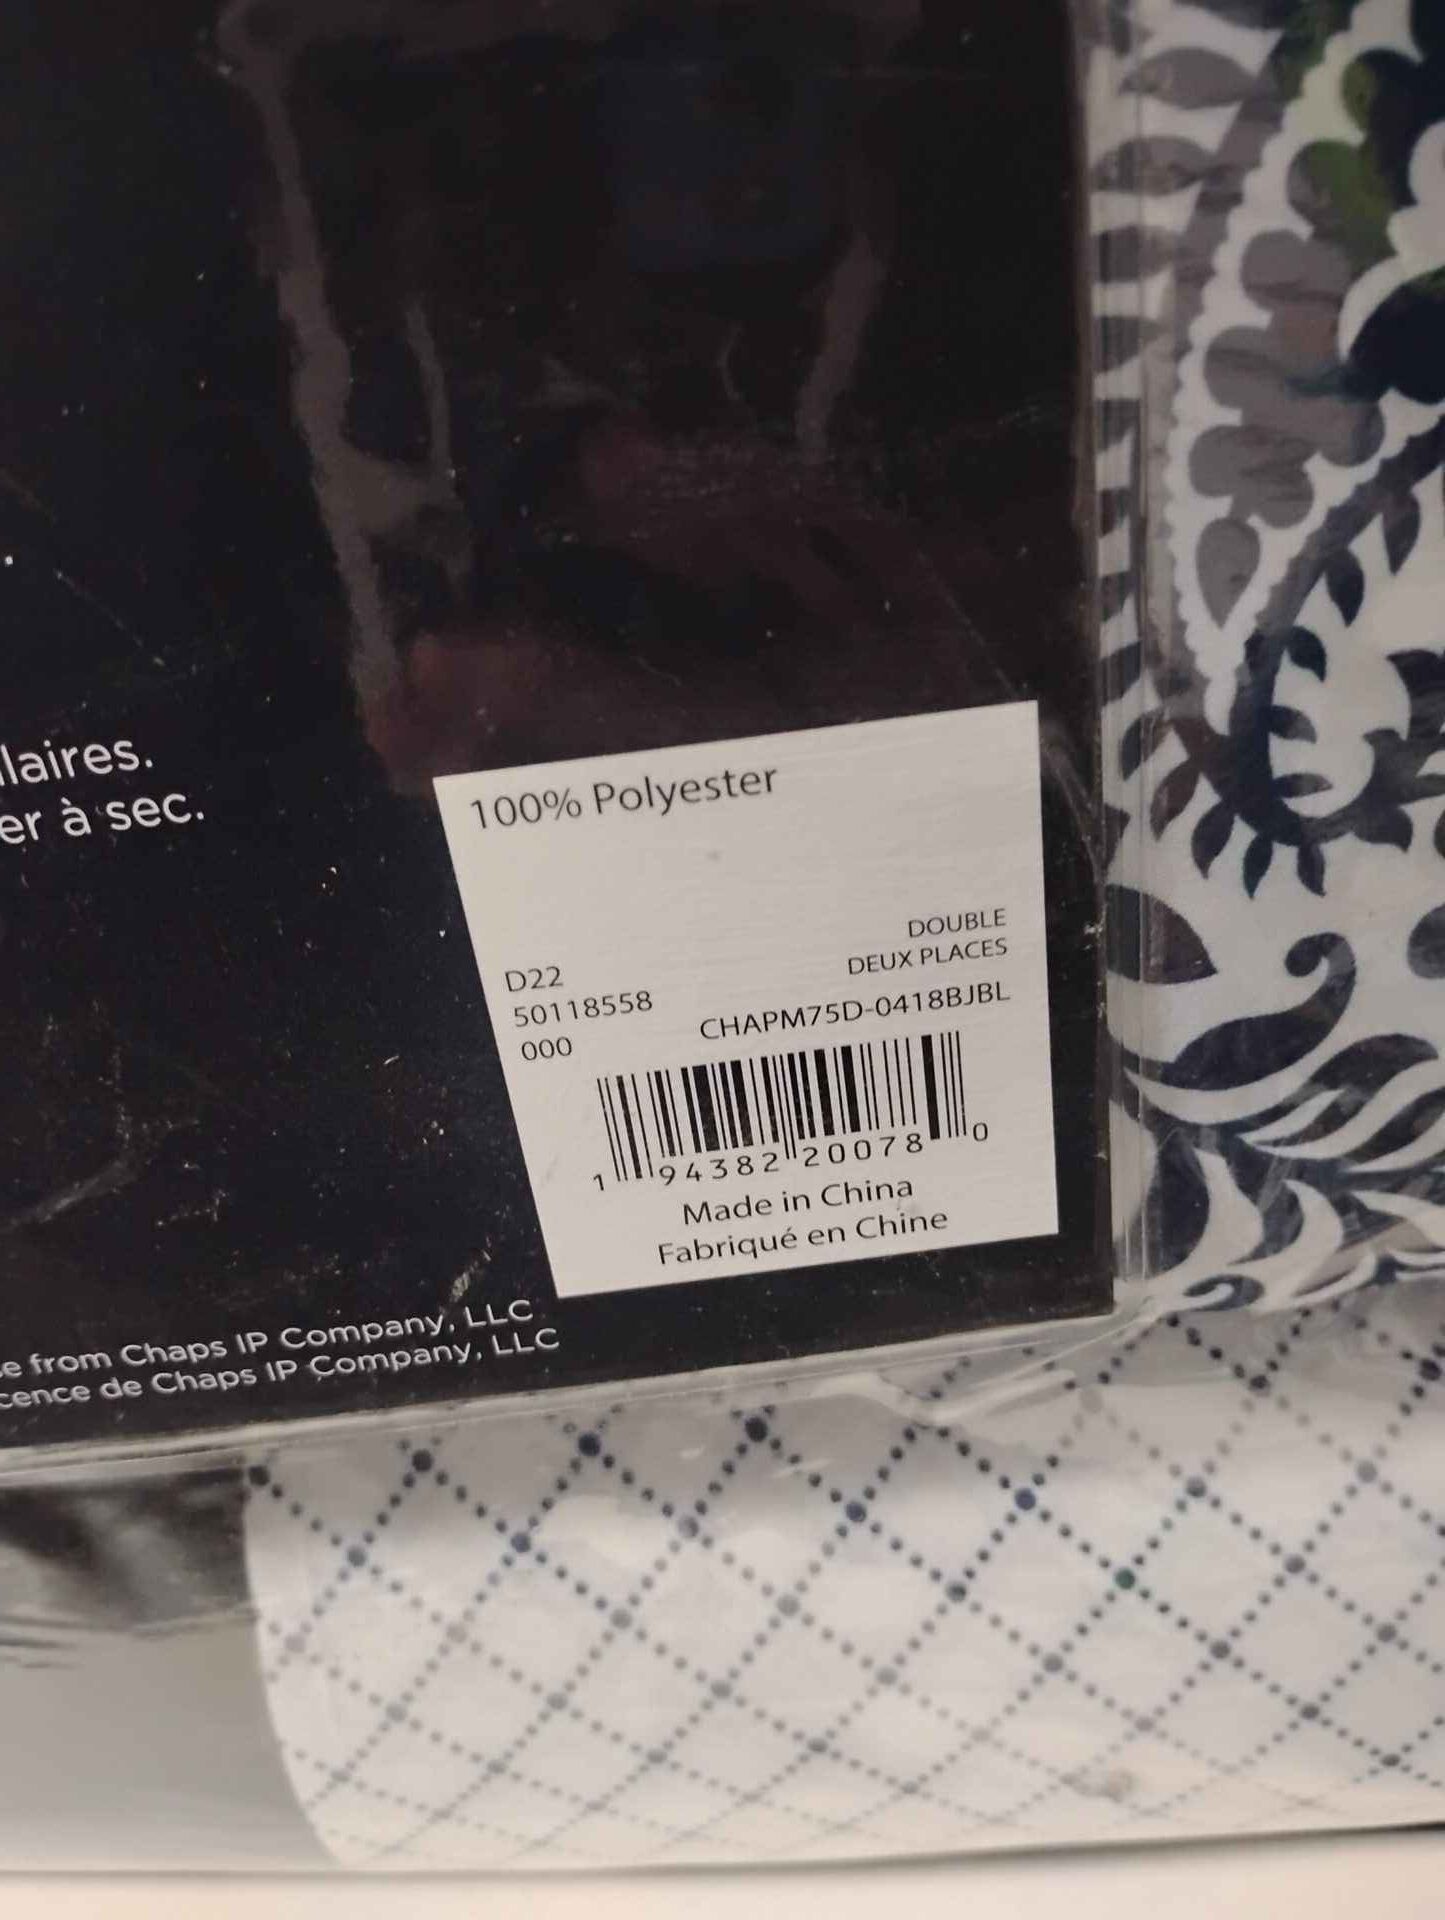 laires.
er à sec.
100% Polyester
DOUBLE
DEUX PLACES
D22
50118558
000
CHAPM75D-0418BJBL
1 94382 20078 0
Made in China
Fabriqué en Chine
e from Chaps IP Company, LLC
cence de Chaps IP Company, LLC